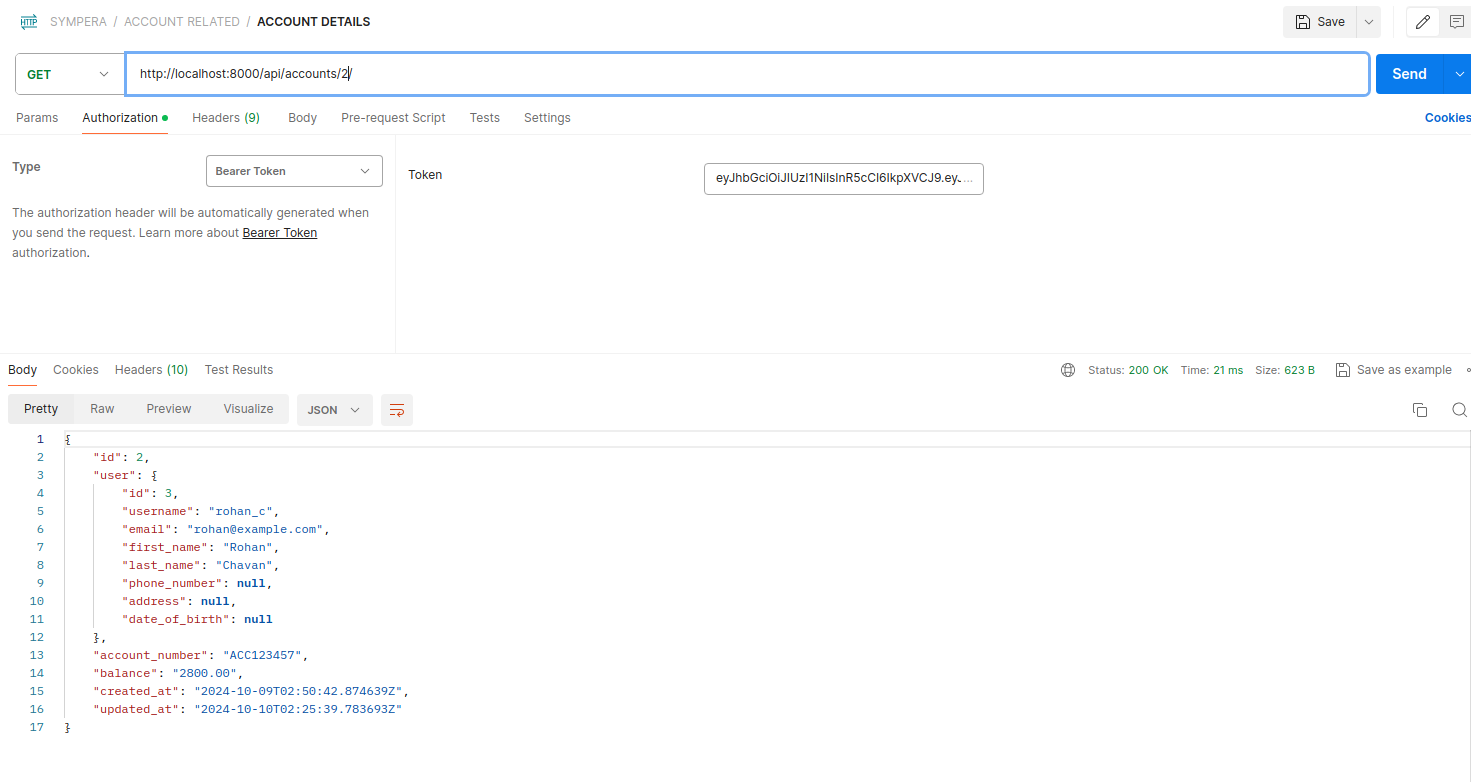 HTTP SYMPERA / ACCOUNT RELATED / ACCOUNT DETAILS Save
GET http://localhost:8000/api/accounts/2/ Send
Params Authorization Headers (9) Body Pre-request Script Tests Settings Cookies
Type Bearer Token
Token eyJhbGciOiJIUzI1NiIsInR5cCI6IkpXVCJ9.eyJ...
The authorization header will be automatically generated when
you send the request. Learn more about Bearer Token
authorization.
Body Cookies Headers (10) Test Results Status: 200 OK Time: 21 ms Size: 623 B Save as example
Pretty Raw Preview Visualize JSON
1 {
2 "id": 2,
3 "user": {
4 "id": 3,
5 "username": "rohan_c",
6 "email": "rohan@example.com",
7 "first_name": "Rohan",
8 "last_name": "Chavan",
9 "phone_number": null,
10 "address": null,
11 "date_of_birth": null
12 },
13 "account_number": "ACC123457",
14 "balance": "2800.00",
15 "created_at": "2024-10-09T02:50:42.874639Z",
16 "updated_at": "2024-10-10T02:25:39.783693Z"
17 }